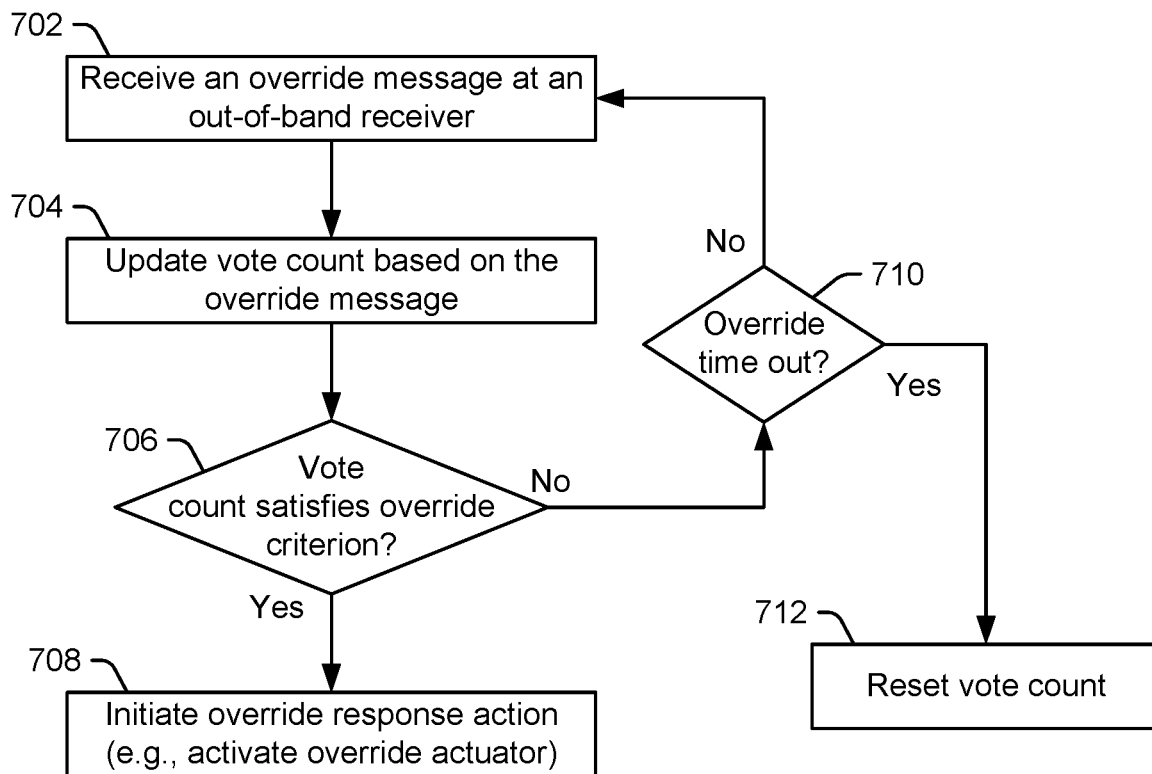 702
Receive an override message at an
out-of-band receiver
704
Update vote count based on the
override message
No
710
Override
time out?
Yes
706
Vote
count satisfies override
criterion?
No
Yes
712
Reset vote count
708
Initiate override response action
(e.g., activate override actuator)